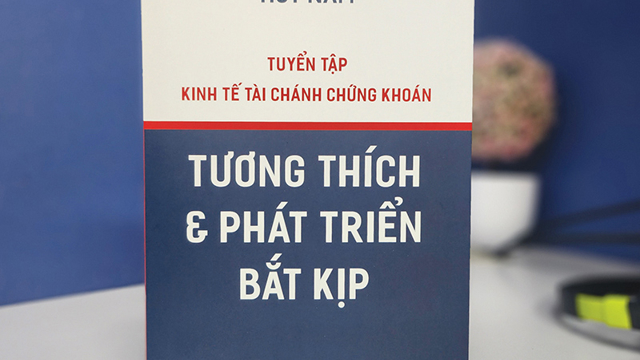 TUYỂN TẬP
KINH TẾ TÀI CHÁNH CHỨNG KHOÁN
TƯƠNG THÍCH
& PHÁT TRIỂN
BẮT KỊP